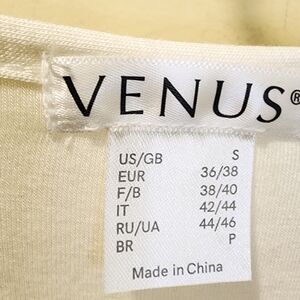 VENUS®
US/GB S
EUR 36/38
F/B 38/40
IT 42/44
RU/UA 44/46
BR P
Made in China